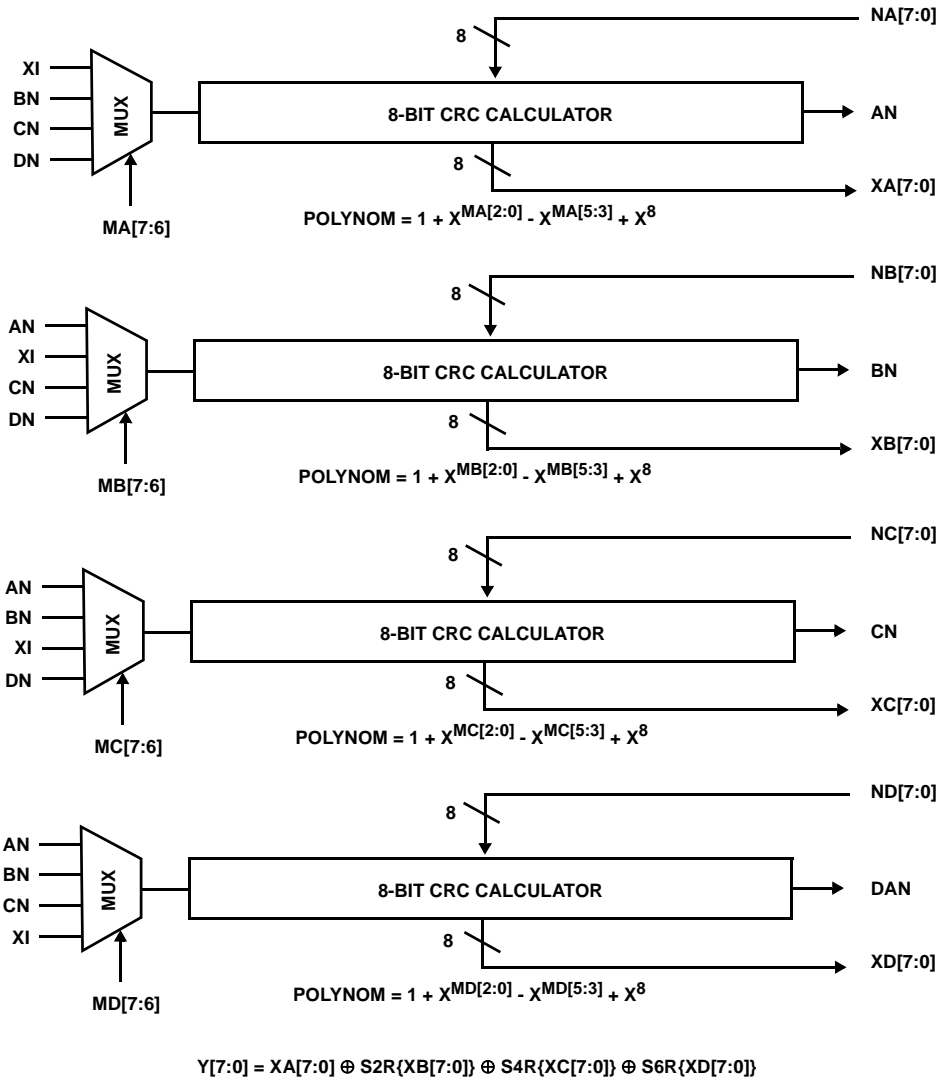 NA[7:0]
8
XI
BN
CN
DN
MUX
8-BIT CRC CALCULATOR
AN
8
XA[7:0]
MA[7:6]
POLYNOM = 1 + X^MA[2:0] - X^MA[5:3] + X^8
NB[7:0]
8
AN
XI
CN
DN
MUX
8-BIT CRC CALCULATOR
BN
8
XB[7:0]
MB[7:6]
POLYNOM = 1 + X^MB[2:0] - X^MB[5:3] + X^8
NC[7:0]
8
AN
BN
XI
DN
MUX
8-BIT CRC CALCULATOR
CN
8
XC[7:0]
MC[7:6]
POLYNOM = 1 + X^MC[2:0] - X^MC[5:3] + X^8
ND[7:0]
8
AN
BN
CN
XI
MUX
8-BIT CRC CALCULATOR
DAN
8
XD[7:0]
MD[7:6]
POLYNOM = 1 + X^MD[2:0] - X^MD[5:3] + X^8
Y[7:0] = XA[7:0] ⊕ S2R{XB[7:0]} ⊕ S4R{XC[7:0]} ⊕ S6R{XD[7:0]}